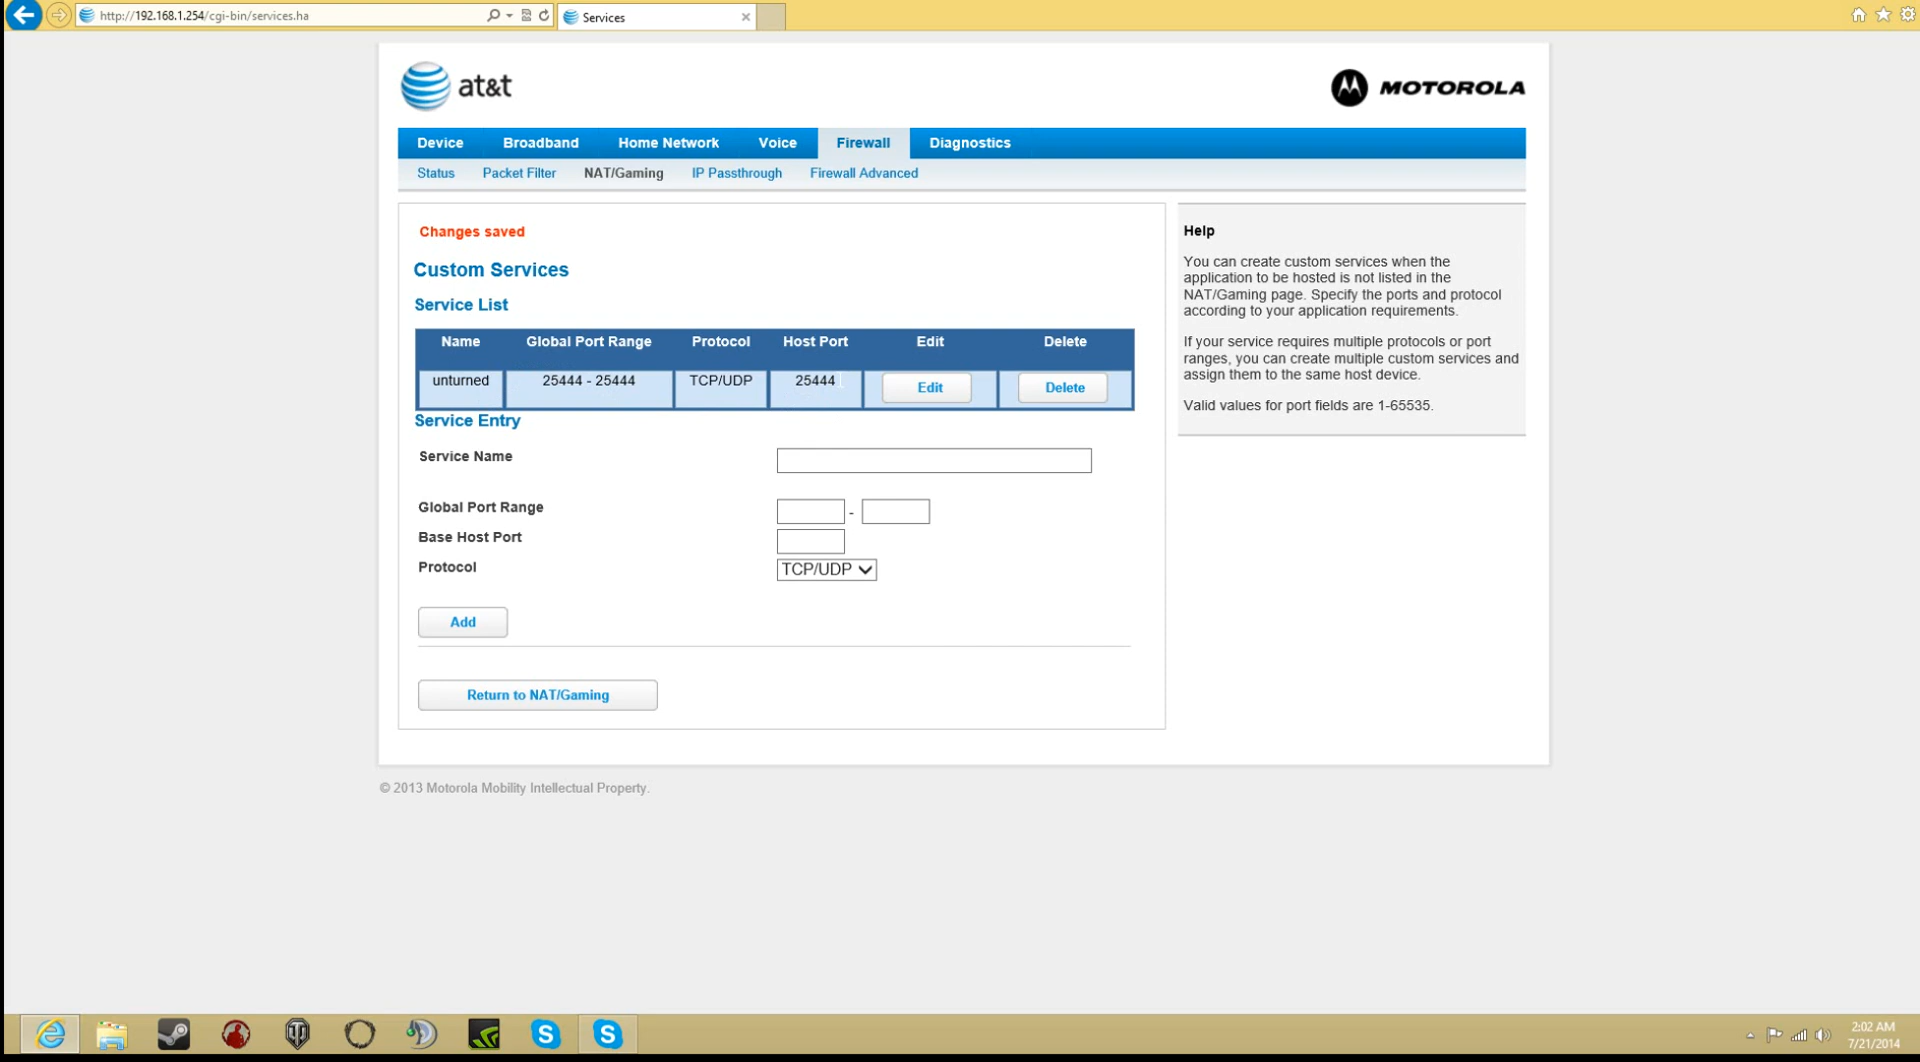 http://192.168.1.254/cgi-bin/services.ha
Services
at&t
MOTOROLA
Device Broadband Home Network Voice Firewall Diagnostics
Status Packet Filter NAT/Gaming IP Passthrough Firewall Advanced
Changes saved
Custom Services
Service List
Name Global Port Range Protocol Host Port Edit Delete
unturned 25444 - 25444 TCP/UDP 25444 Edit Delete
Service Entry
Service Name
Global Port Range -
Base Host Port
Protocol TCP/UDP
Add
Return to NAT/Gaming
Help
You can create custom services when the
application to be hosted is not listed in the
NAT/Gaming page. Specify the ports and protocol
according to your application requirements.
If your service requires multiple protocols or port
ranges, you can create multiple custom services and
assign them to the same host device.
Valid values for port fields are 1-65535.
© 2013 Motorola Mobility Intellectual Property.
2:02 AM
7/21/2014